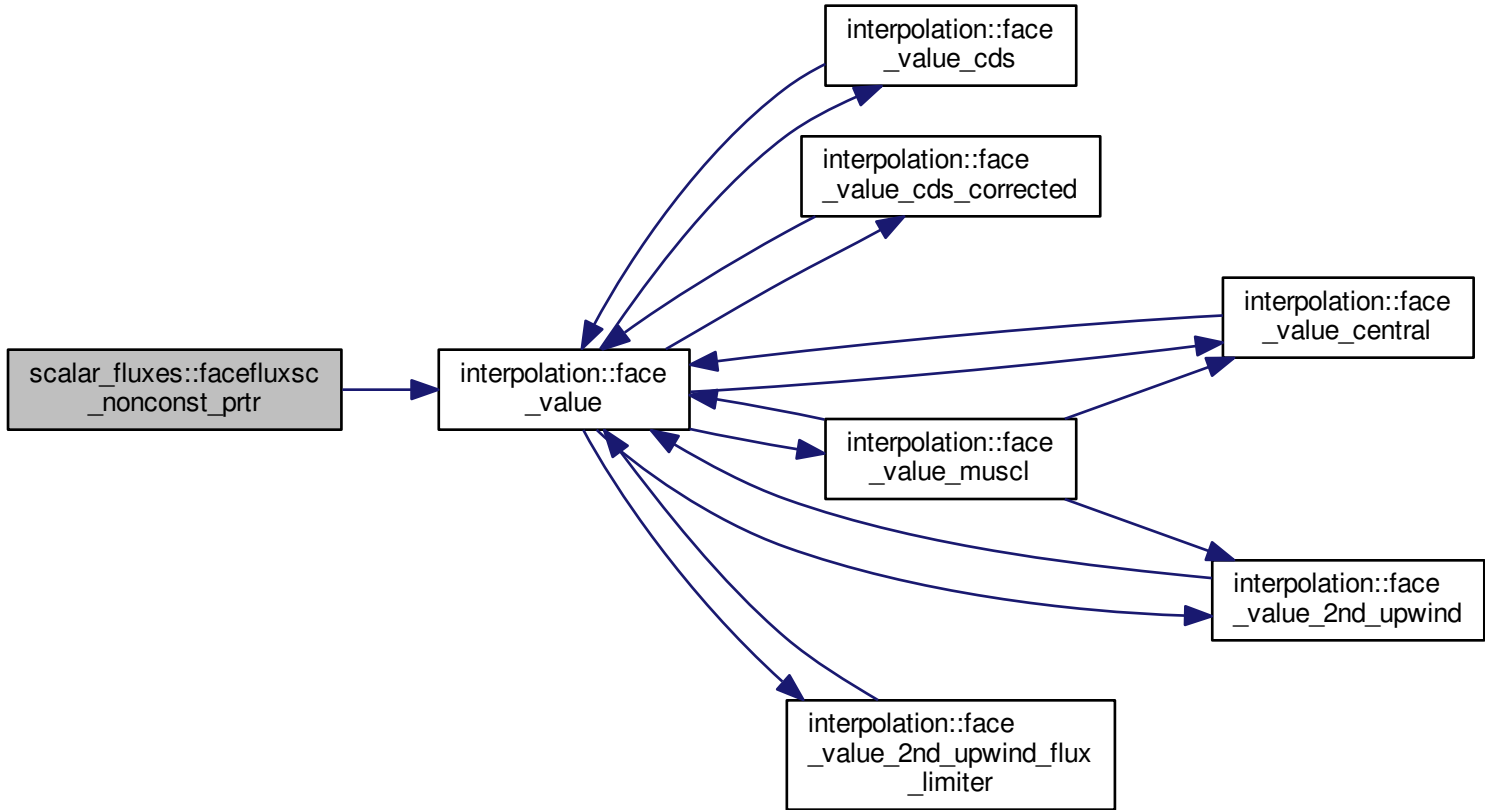 interpolation::face
_value_cds
interpolation::face
_value_cds_corrected
interpolation::face
_value_central
scalar_fluxes::facefluxsc
_nonconst_prtr
interpolation::face
_value
interpolation::face
_value_muscl
interpolation::face
_value_2nd_upwind
interpolation::face
_value_2nd_upwind_flux
_limiter